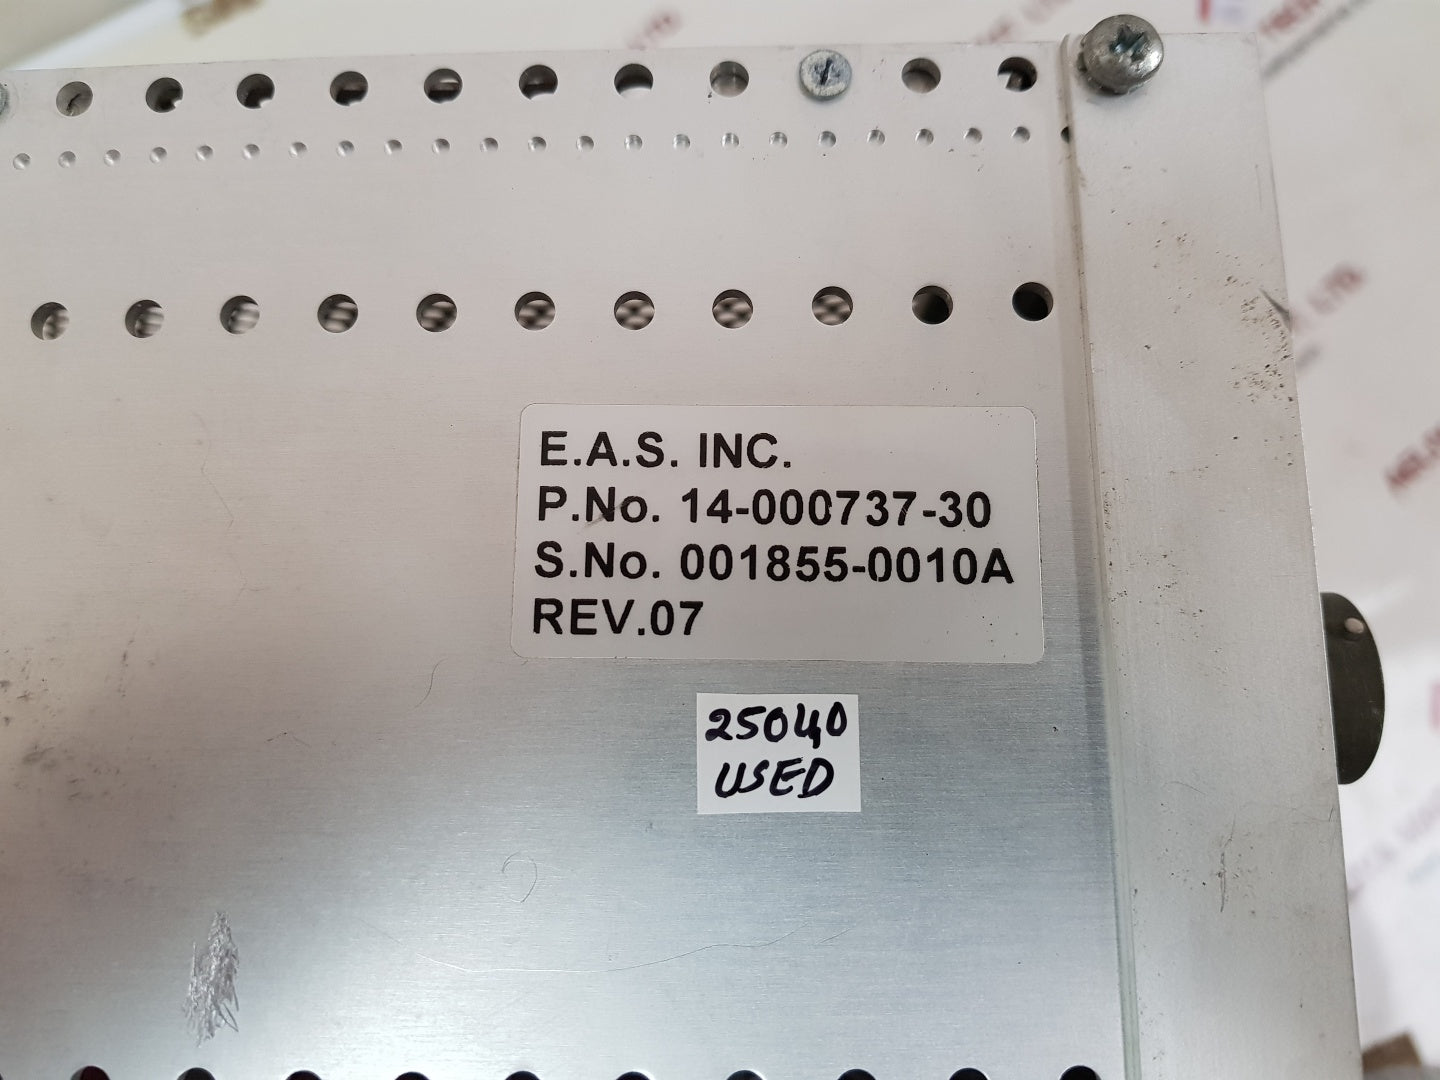 E.A.S. INC.
P.No. 14-000737-30
S.No. 001855-0010A
REV.07
25040
USED